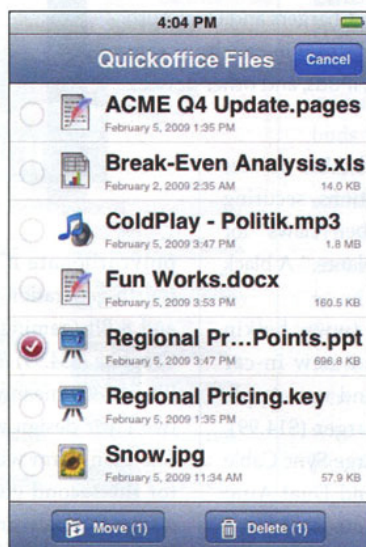 4:04 PM
Quickoffice Files
Cancel
ACME Q4 Update.pages
February 5, 2009 1:35 PM
Break-Even Analysis.xls
February 2, 2009 2:35 AM 14.0 KB
ColdPlay - Politik.mp3
February 5, 2009 3:47 PM 1.8 MB
Fun Works.docx
February 5, 2009 3:53 PM 160.5 KB
Regional Pr...Points.ppt
February 5, 2009 3:47 PM 696.8 KB
Regional Pricing.key
February 5, 2009 1:35 PM
Snow.jpg
February 5, 2009 11:34 AM 57.9 KB
Move (1)
Delete (1)